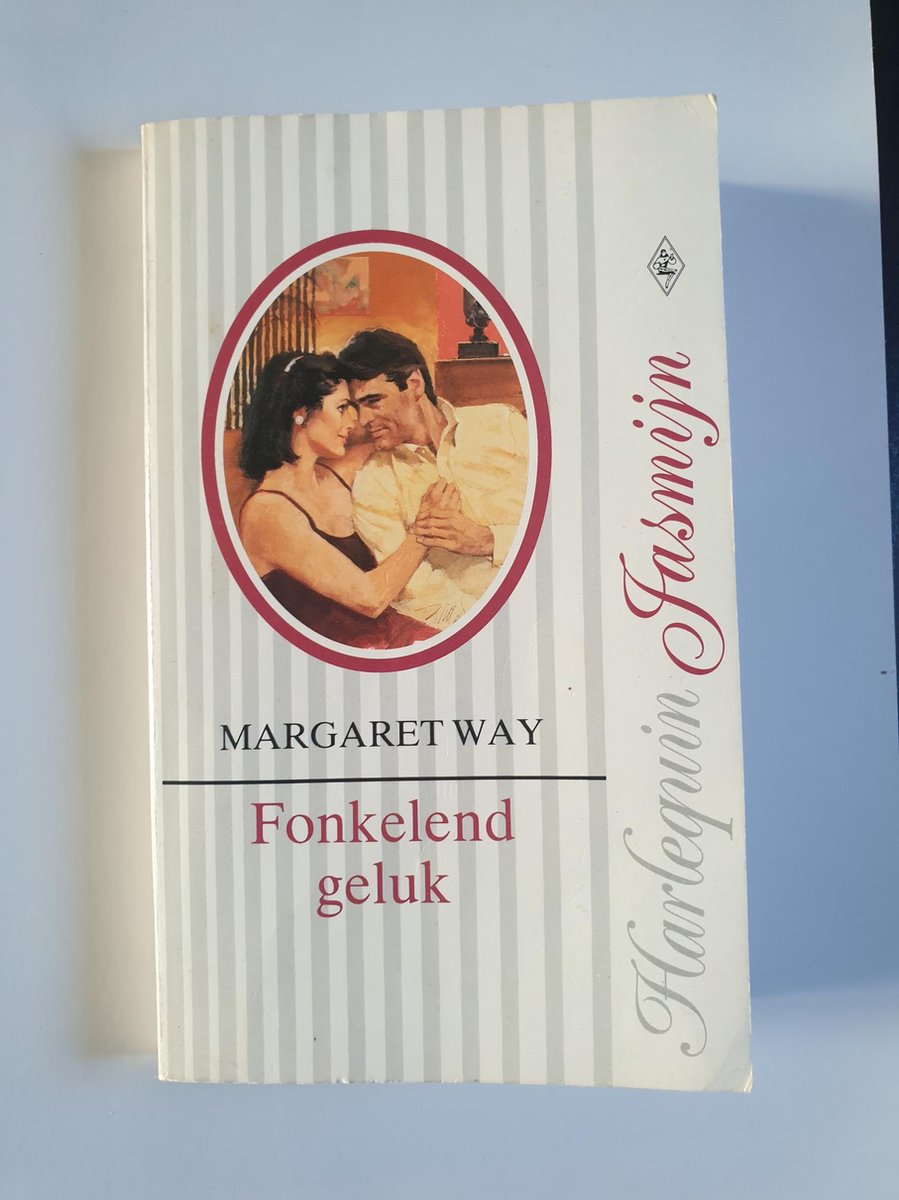 MARGARET WAY
Fonkelend
geluk
Harlequin Jasmijn